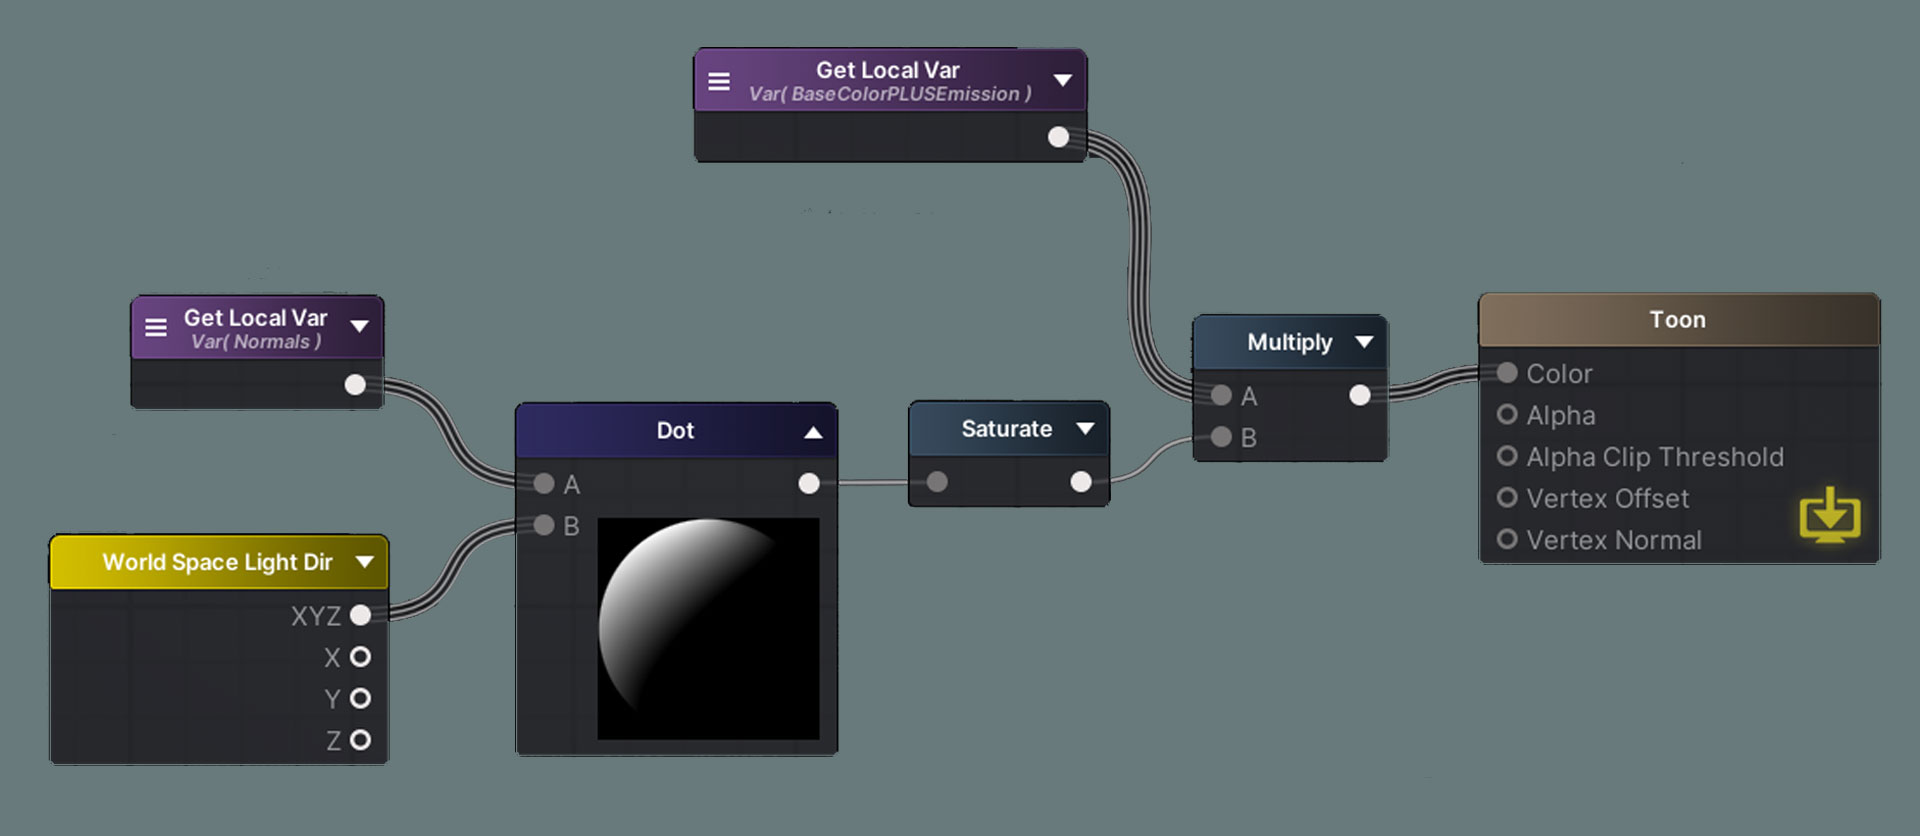 Get Local Var
Var( BaseColorPLUSEmission )
Get Local Var
Var( Normals )
World Space Light Dir
XYZ
X
Y
Z
Dot
A
B
Saturate
Multiply
A
B
Toon
Color
Alpha
Alpha Clip Threshold
Vertex Offset
Vertex Normal